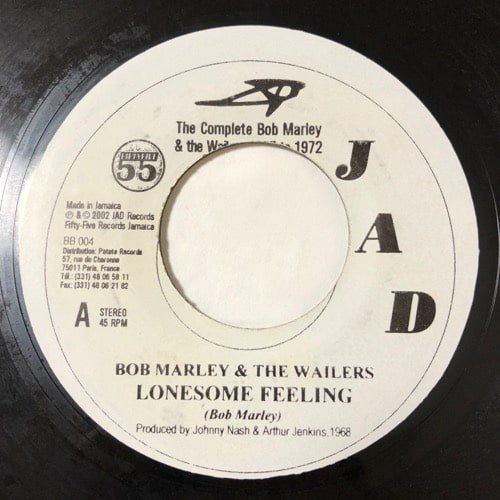 The Complete Bob Marley
& the 1972
FIFTYFIVE
55
J
A
D
Made in Jamaica
℗ & © 2002 JAD Records
Fifty-Five Records Jamaica
BB 004
Distribution: Patate Records
57, rue de Charonne
75011 Paris, France
Tél.: (331) 48 06 58 11
Fax: (331) 48 06 21 82
A STEREO
45 RPM
BOB MARLEY & THE WAILERS
LONESOME FEELING
(Bob Marley)
Produced by Johnny Nash & Arthur Jenkins, 1968